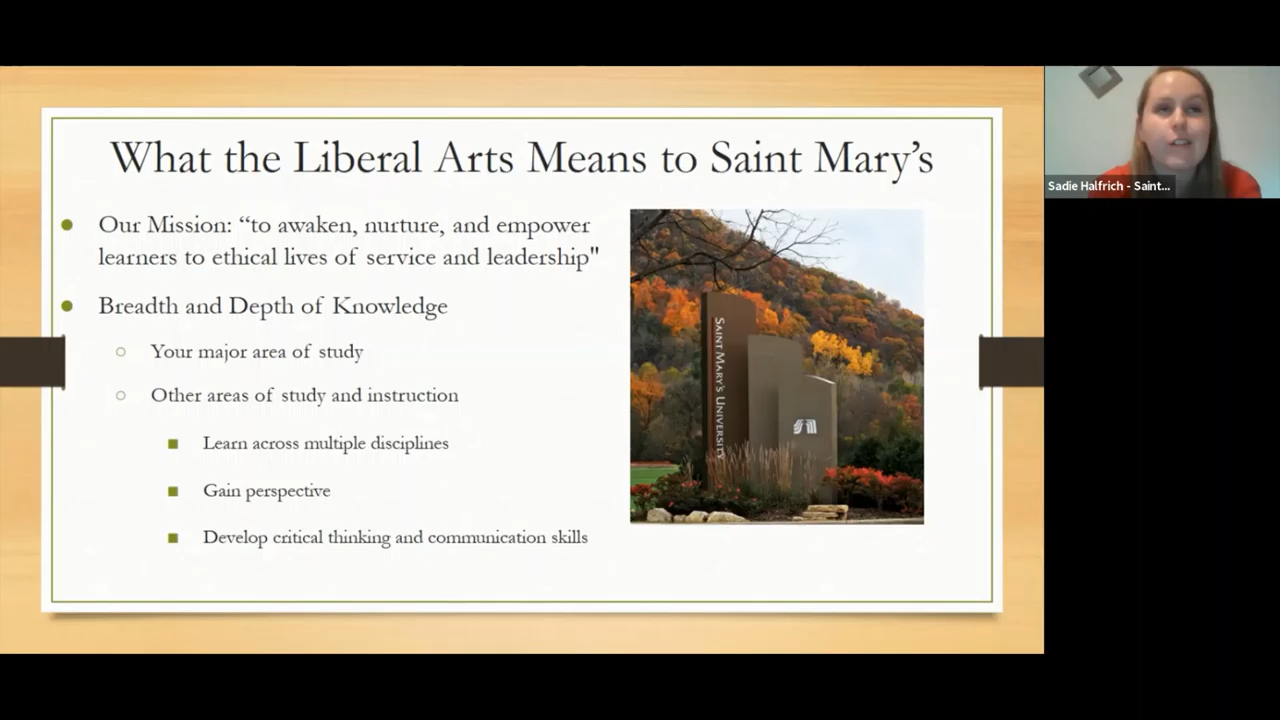 What the Liberal Arts Means to Saint Mary's
Our Mission: “to awaken, nurture, and empower
learners to ethical lives of service and leadership"
Breadth and Depth of Knowledge
Your major area of study
Other areas of study and instruction
Learn across multiple disciplines
Gain perspective
Develop critical thinking and communication skills
SAINT MARY'S UNIVERSITY
Sadie Halfrich - Saint...